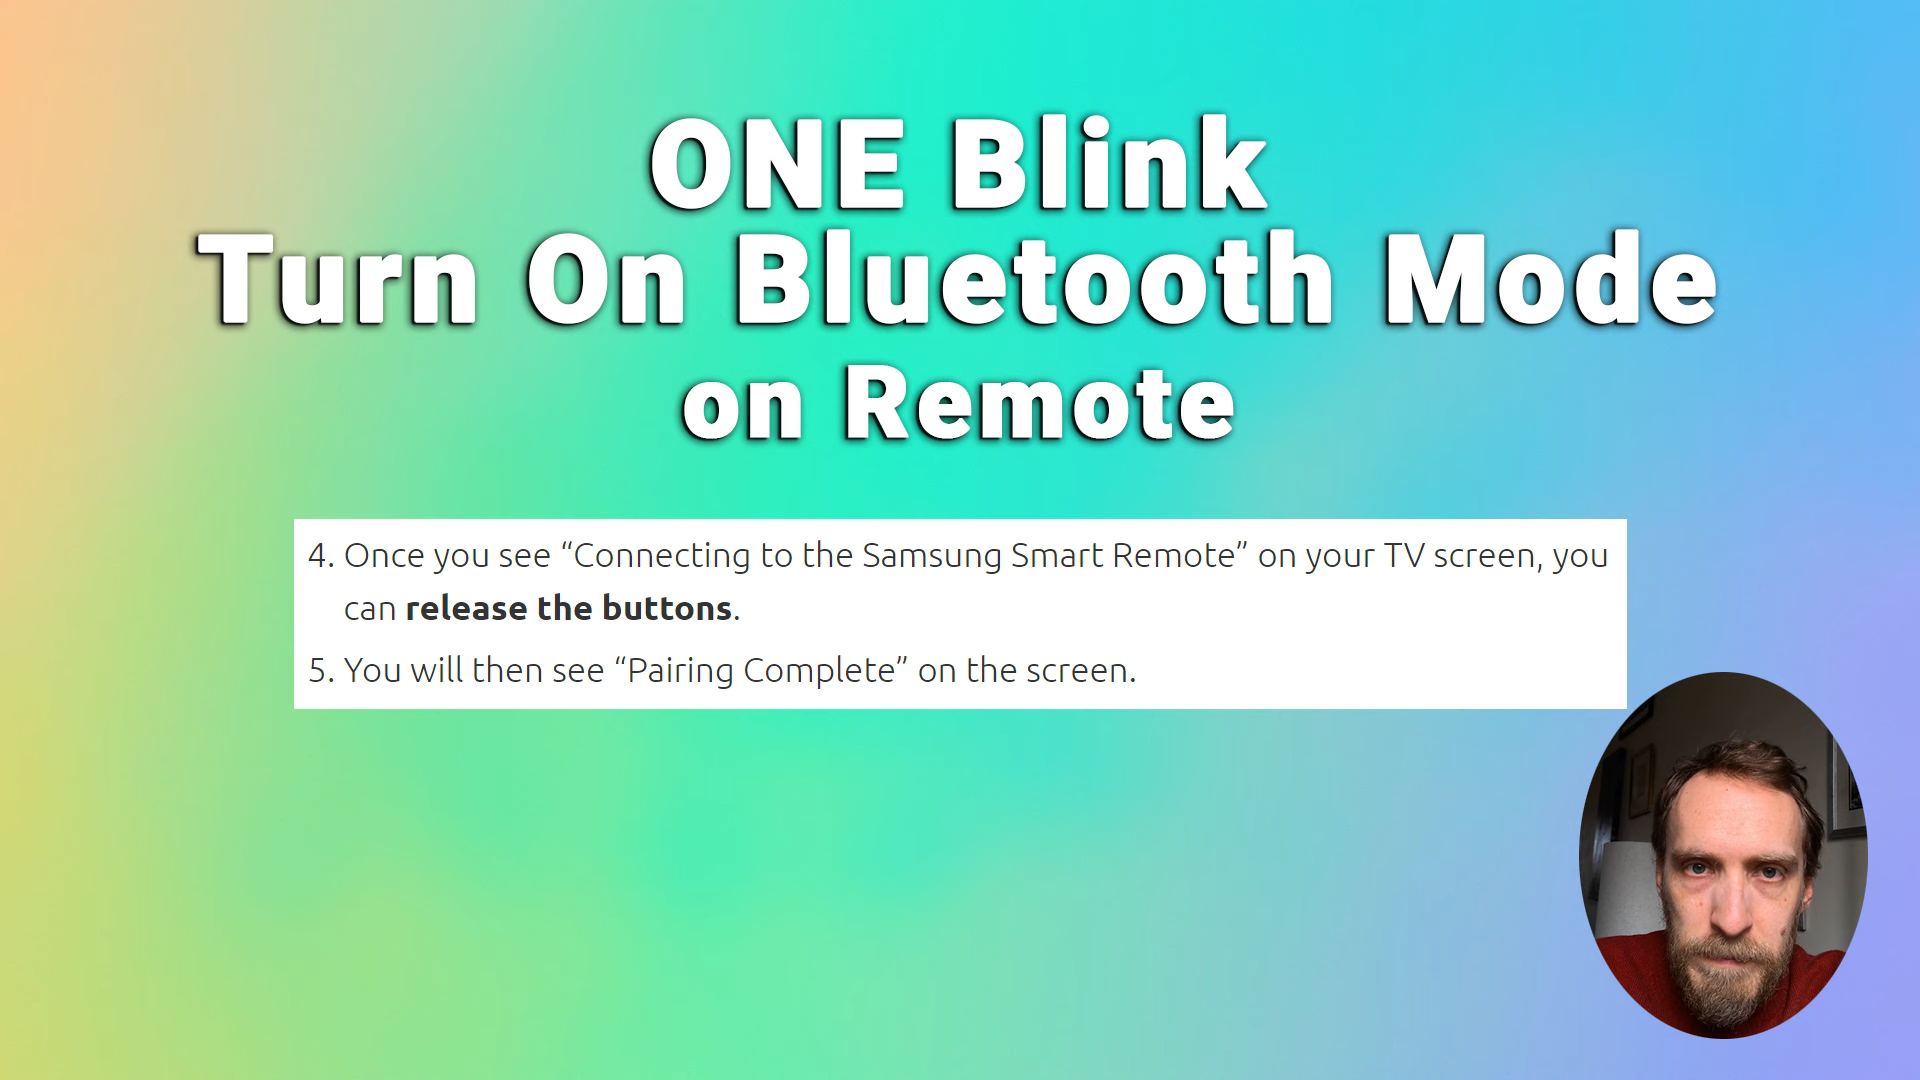 ONE Blink
Turn On Bluetooth Mode
on Remote
4. Once you see “Connecting to the Samsung Smart Remote” on your TV screen, you
can release the buttons.
5. You will then see “Pairing Complete” on the screen.